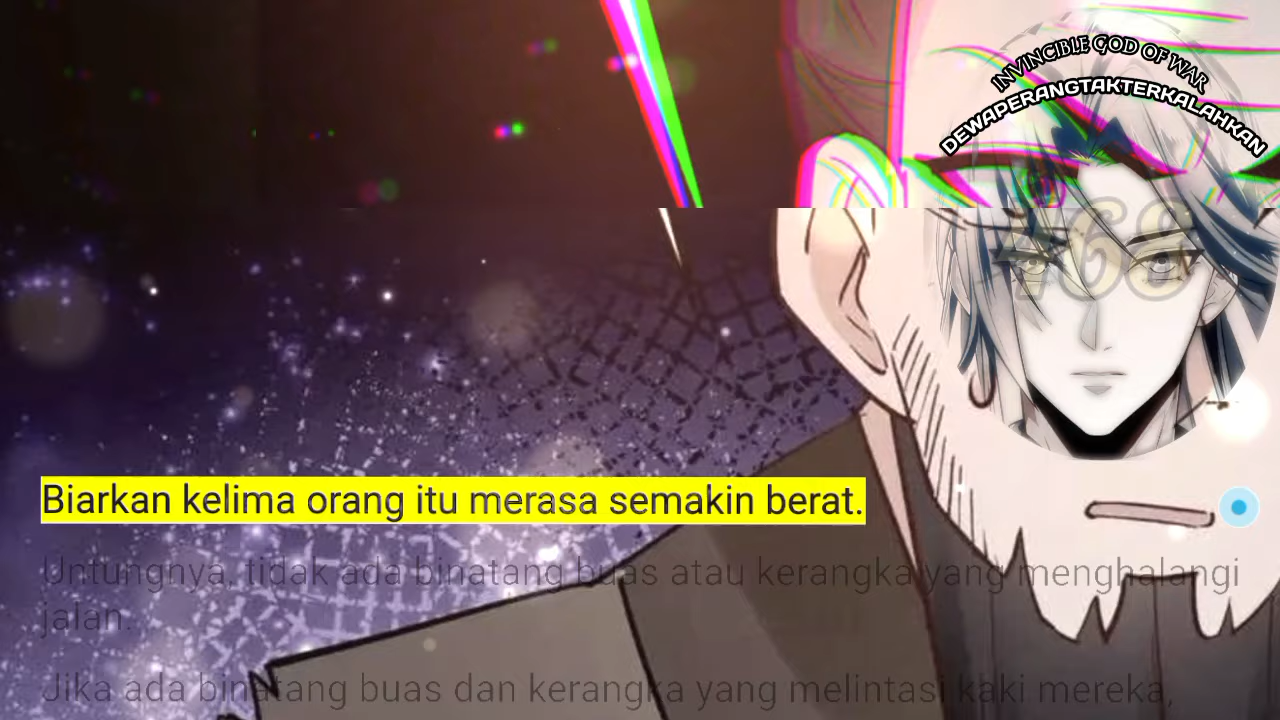 INVINCIBLE GOD OF WAR
DEWAPERANGTAKTERKALAHKAN
468
Biarkan kelima orang itu merasa semakin berat.
Untungnya, tidak ada binatang buas atau kerangka yang menghalangi
jalan.
Jika ada binatang buas dan kerangka yang melintasi kaki mereka,